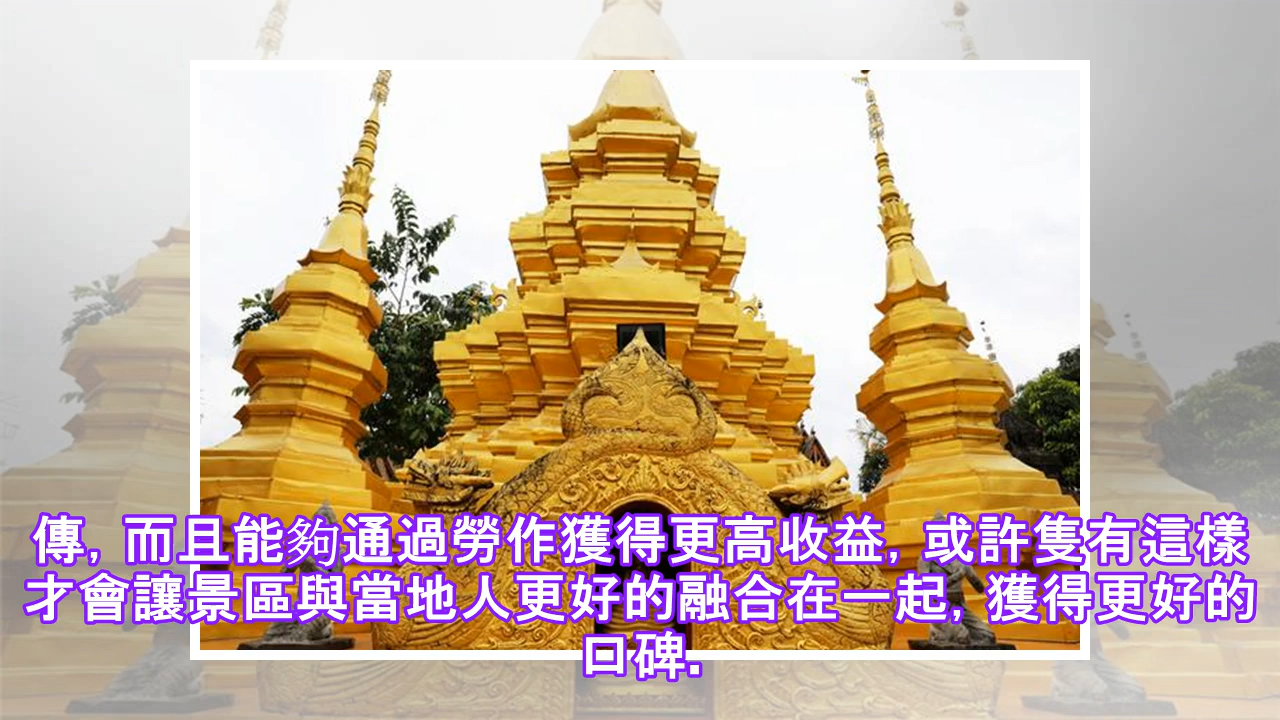 傳, 而且能夠通過勞作獲得更高收益, 或許隻有這樣
才會讓景區與當地人更好的融合在一起, 獲得更好的
口碑.